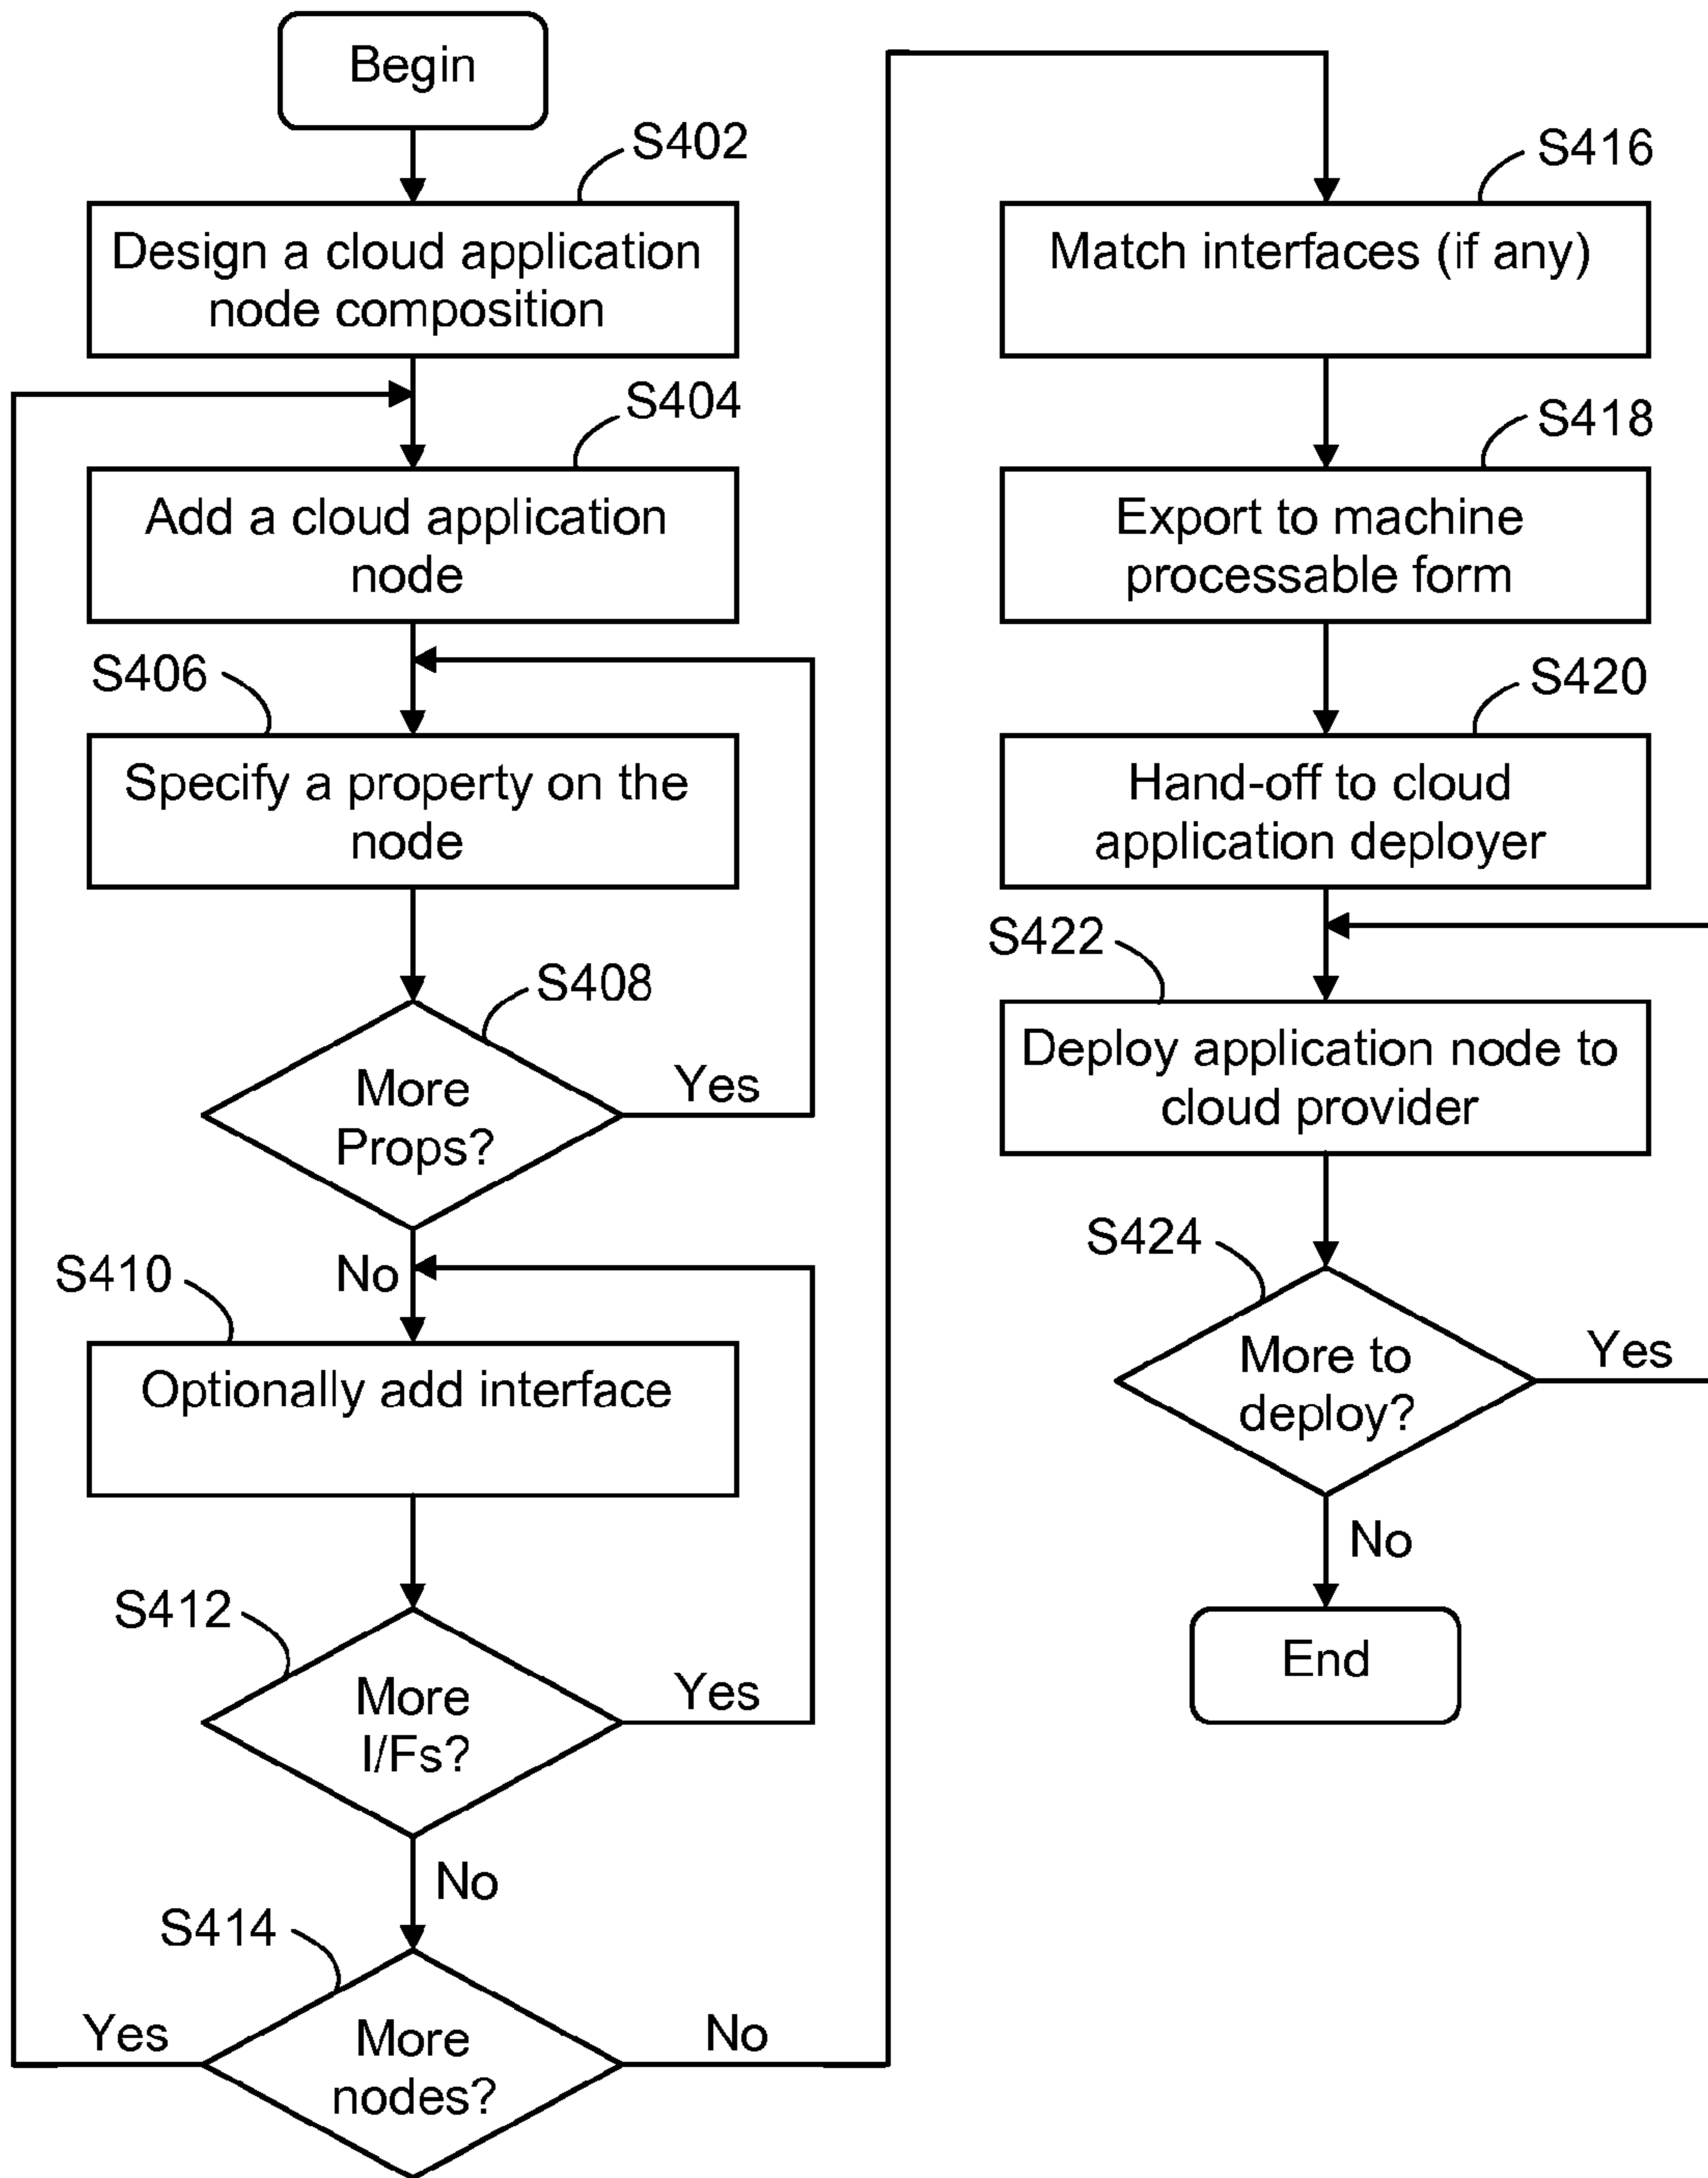 Begin
S402
Design a cloud application
node composition
S404
Add a cloud application
node
S406
Specify a property on the
node
S408
More
Props?
Yes
No
S410
Optionally add interface
S412
More
I/Fs?
Yes
No
S414
More
nodes?
Yes
No
S416
Match interfaces (if any)
S418
Export to machine
processable form
S420
Hand-off to cloud
application deployer
S422
Deploy application node to
cloud provider
S424
More to
deploy?
Yes
No
End